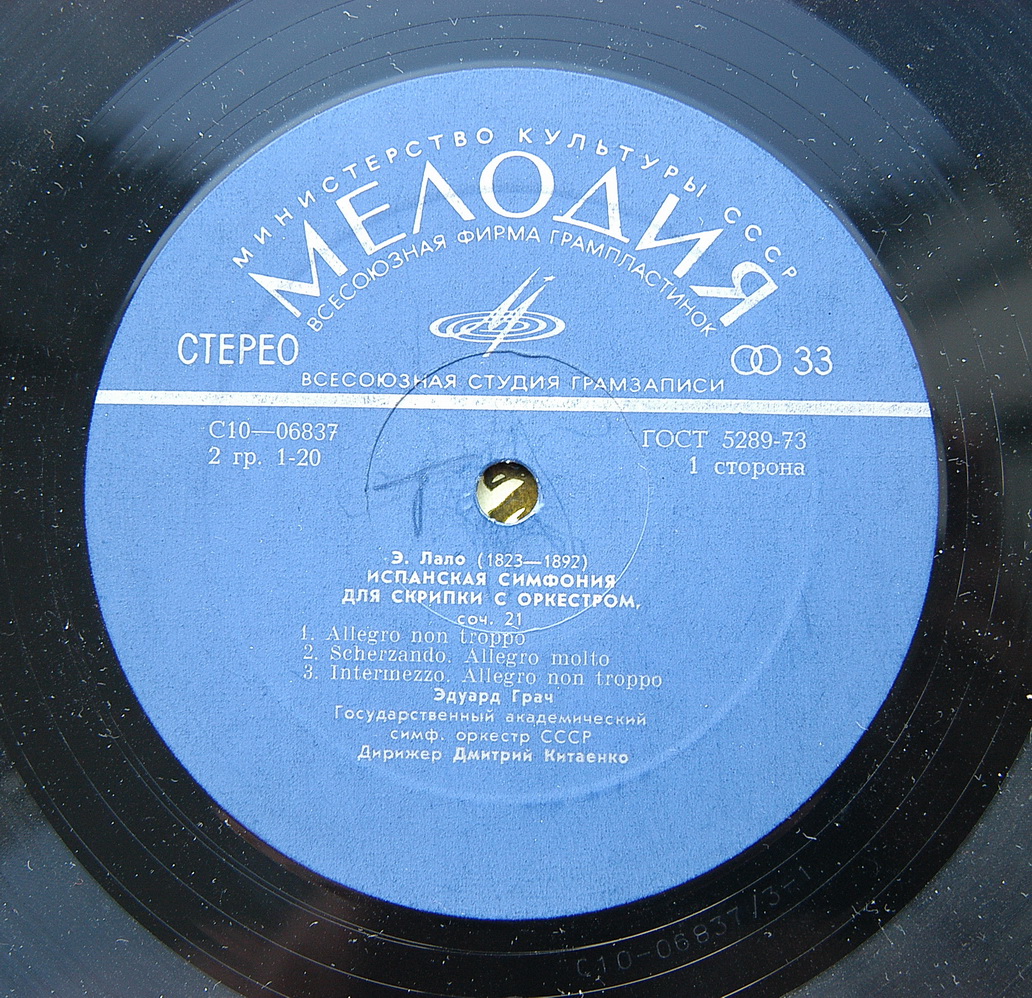 МИНИСТЕРСТВО КУЛЬТУРЫ СССР
МЕЛОДИЯ
ВСЕСОЮЗНАЯ ФИРМА ГРАМПЛАСТИНОК
СТЕРЕО
33
ВСЕСОЮЗНАЯ СТУДИЯ ГРАМЗАПИСИ
С10—06837
ГОСТ 5289-73
2 гр. 1-20
1 сторона
Э. Лало (1823—1892)
ИСПАНСКАЯ СИМФОНИЯ
ДЛЯ СКРИПКИ С ОРКЕСТРОМ,
соч. 21
1. Allegro non troppo
2. Scherzando. Allegro molto
3. Intermezzo. Allegro non troppo
Эдуард Грач
Государственный академический
симф. оркестр СССР
Дирижер Дмитрий Китаенко
С10-06837/3-1